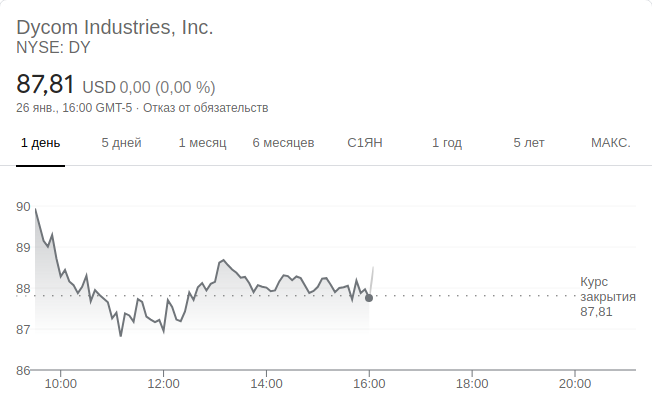 Dycom Industries, Inc.
NYSE: DY
87,81 USD 0,00 (0,00 %)
26 янв., 16:00 GMT-5 · Отказ от обязательств
1 день 5 дней 1 месяц 6 месяцев С1ЯН 1 год 5 лет МАКС.
90
89
88
87
86
Курс
закрытия
87,81
10:00 12:00 14:00 16:00 18:00 20:00